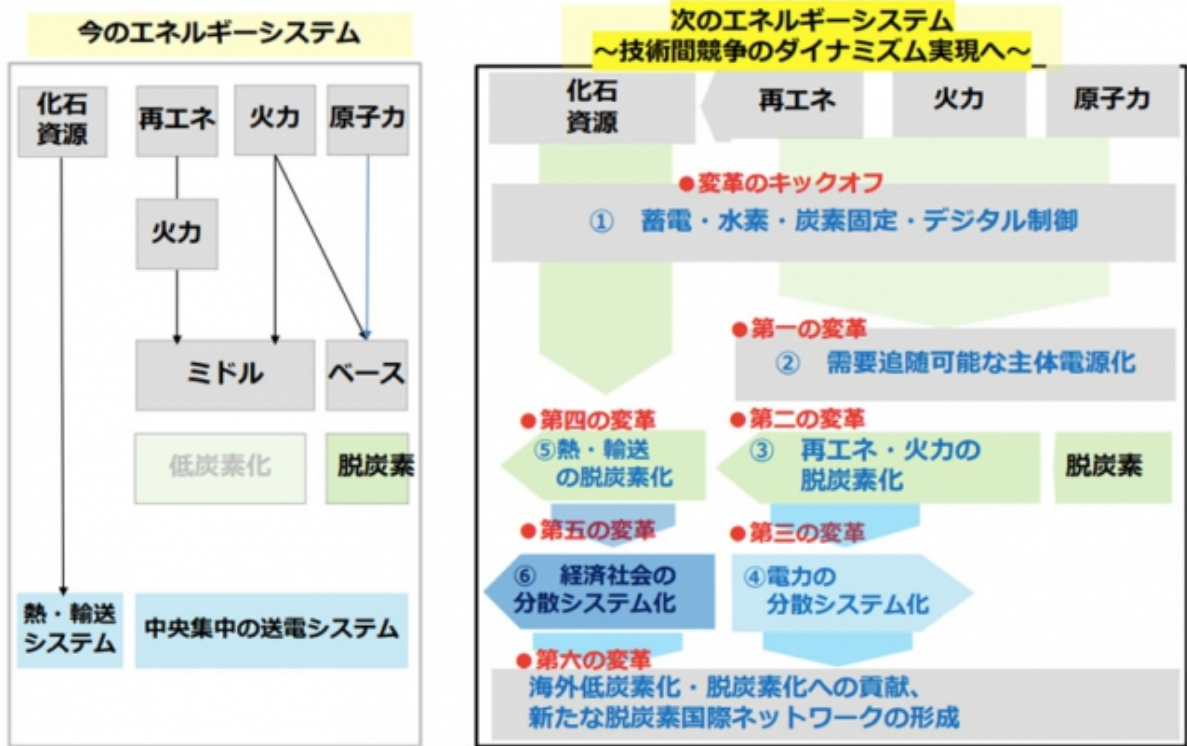 今のエネルギーシステム
化石
資源
再エネ
火力
原子力
火力
ミドル
ベース
低炭素化
脱炭素
熱・輸送
システム
中央集中の送電システム
次のエネルギーシステム
~技術間競争のダイナミズム実現へ~
化石
資源
再エネ
火力
原子力
●変革のキックオフ
① 蓄電・水素・炭素固定・デジタル制御
●第一の変革
② 需要追随可能な主体電源化
●第四の変革
⑤熱・輸送
の脱炭素化
●第二の変革
③ 再エネ・火力の
脱炭素化
脱炭素
●第五の変革
⑥ 経済社会の
分散システム化
●第三の変革
④電力の
分散システム化
●第六の変革
海外低炭素化・脱炭素化への貢献、
新たな脱炭素国際ネットワークの形成